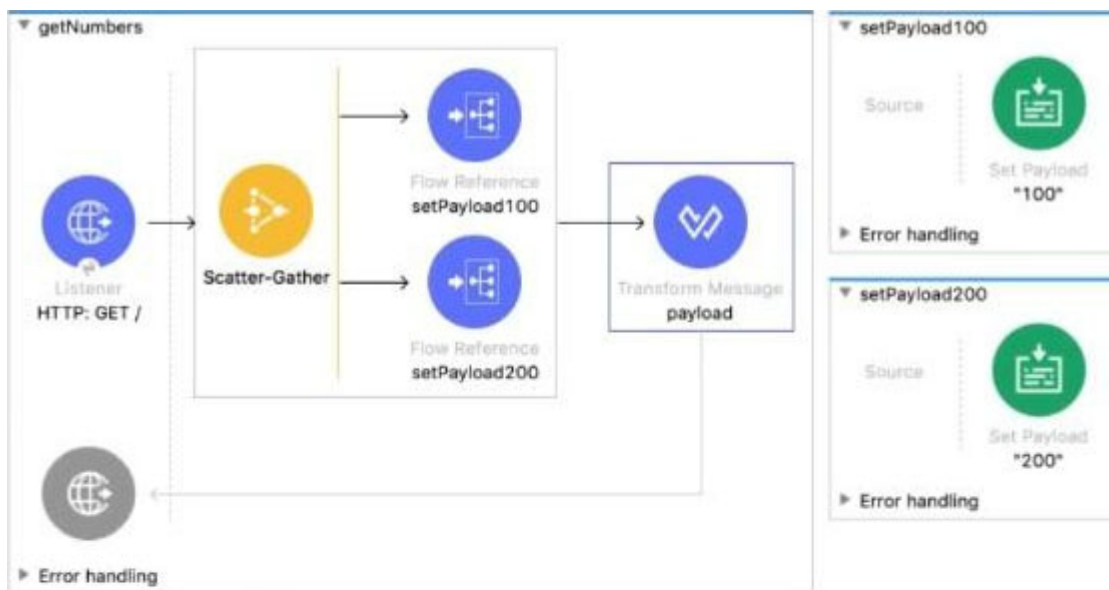 getNumbers
Flow Reference
setPayload100
Listener
HTTP: GET /
Scatter-Gather
Flow Reference
setPayload200
Transform Message
payload
Error handling
setPayload100
Source
Set Payload
"100"
Error handling
setPayload200
Source
Set Payload
"200"
Error handling